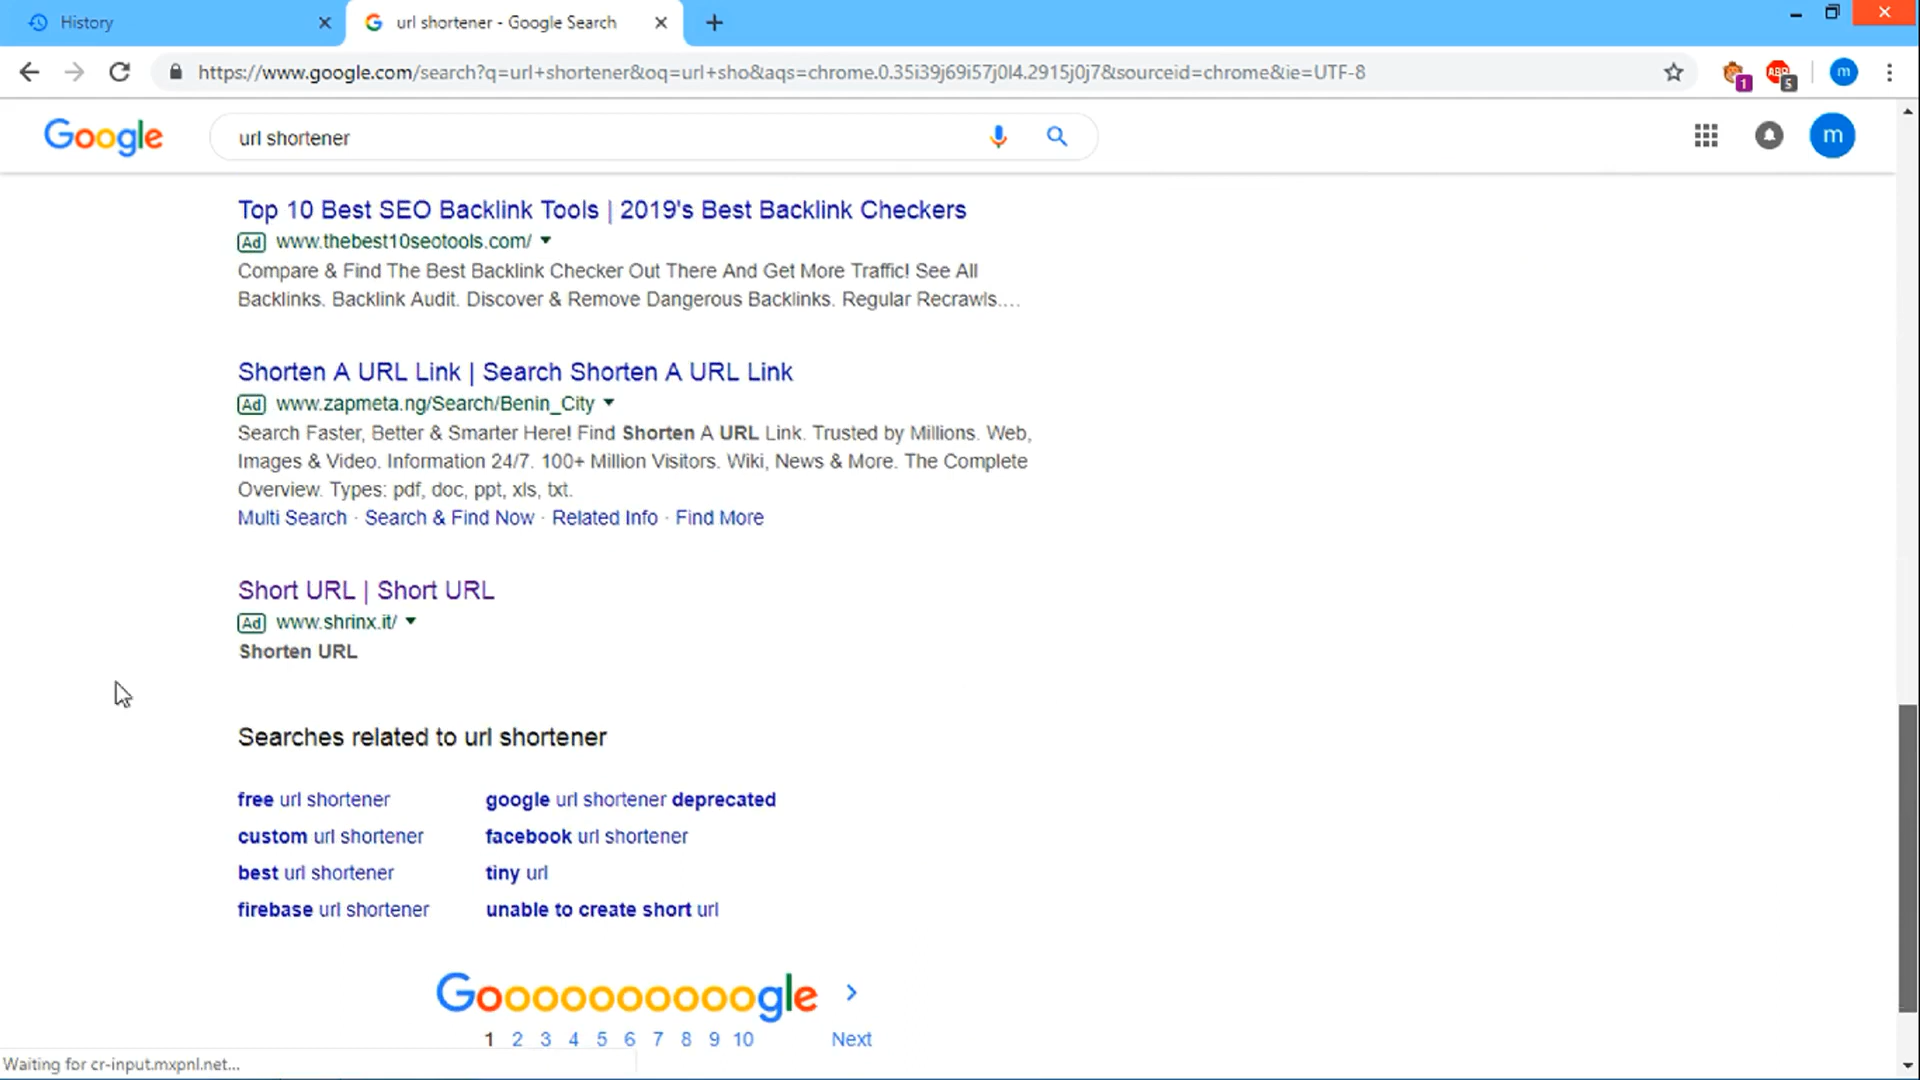 History
url shortener - Google Search
https://www.google.com/search?q=url+shortener&oq=url+sho&aqs=chrome.0.35i39j69i57j0l4.2915j0j7&sourceid=chrome&ie=UTF-8
1
ABP
5
m
Google
url shortener
m
Top 10 Best SEO Backlink Tools | 2019's Best Backlink Checkers
Ad www.thebest10seotools.com/
Compare & Find The Best Backlink Checker Out There And Get More Traffic! See All
Backlinks. Backlink Audit. Discover & Remove Dangerous Backlinks. Regular Recrawls....
Shorten A URL Link | Search Shorten A URL Link
Ad www.zapmeta.ng/Search/Benin_City
Search Faster, Better & Smarter Here! Find Shorten A URL Link. Trusted by Millions. Web,
Images & Video. Information 24/7. 100+ Million Visitors. Wiki, News & More. The Complete
Overview. Types: pdf, doc, ppt, xls, txt.
Multi Search · Search & Find Now · Related Info · Find More
Short URL | Short URL
Ad www.shrinx.it/
Shorten URL
Searches related to url shortener
free url shortener
google url shortener deprecated
custom url shortener
facebook url shortener
best url shortener
tiny url
firebase url shortener
unable to create short url
Goooooooooogle
1 2 3 4 5 6 7 8 9 10 Next
Waiting for cr-input.mxpnl.net...